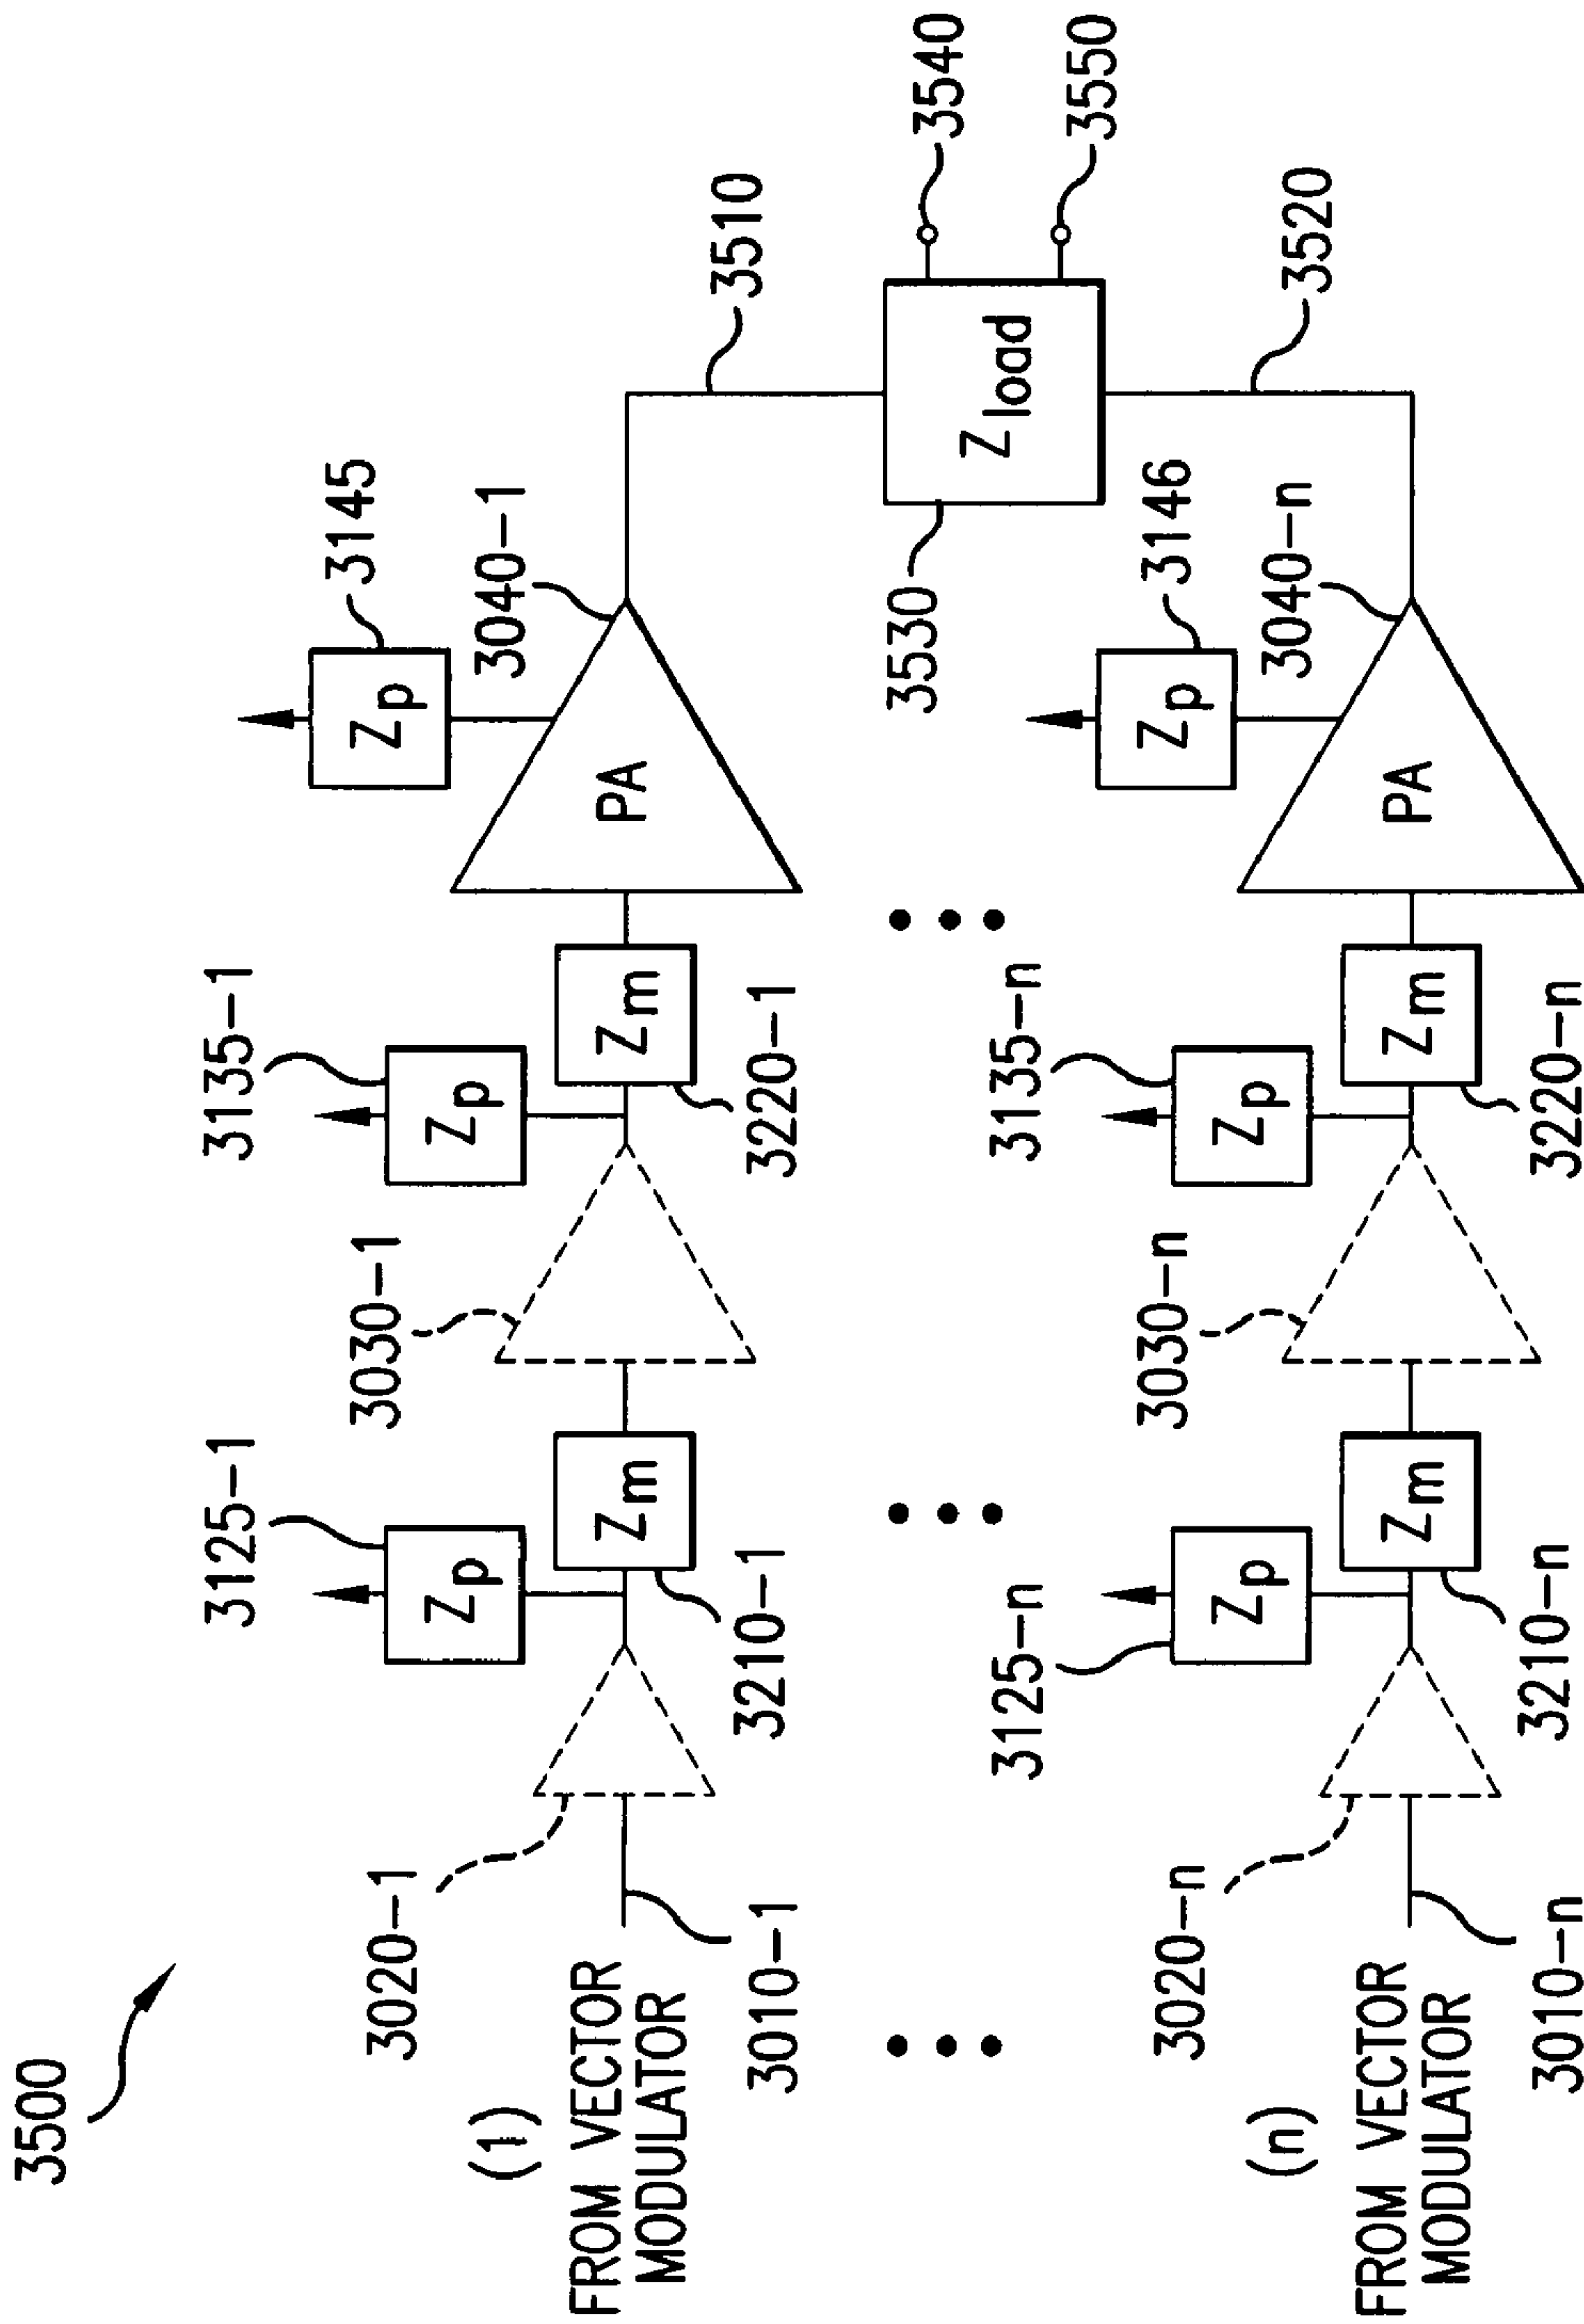 3500
(1)
FROM VECTOR
MODULATOR
3010-1
3020-1
3125-1
Zp
Zm
3210-1
3030-1
3135-1
Zp
Zm
3220-1
PA
3040-1
Zp
3145
3510
Zload
3530
3540
3550
3520
(n)
FROM VECTOR
MODULATOR
3010-n
3020-n
3125-n
Zp
Zm
3210-n
3030-n
3135-n
Zp
Zm
3220-n
PA
3040-n
Zp
3146